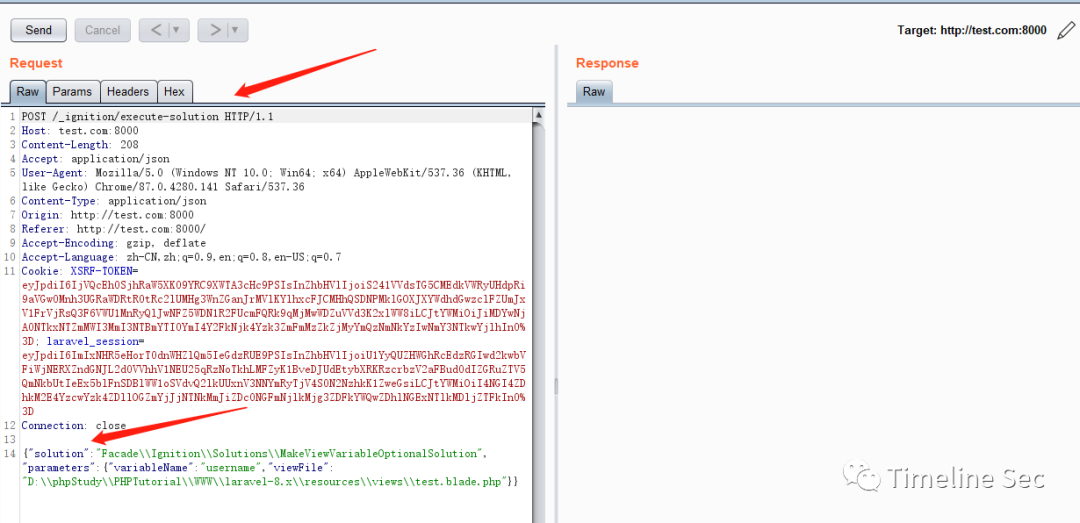 Send Cancel < > Target: http://test.com:8000
Request
Response
Raw Params Headers Hex
Raw
1 POST /_ignition/execute-solution HTTP/1.1
2 Host: test.com:8000
3 Content-Length: 208
4 Accept: application/json
5 User-Agent: Mozilla/5.0 (Windows NT 10.0; Win64; x64) AppleWebKit/537.36 (KHTML,
like Gecko) Chrome/87.0.4280.141 Safari/537.36
6 Content-Type: application/json
7 Origin: http://test.com:8000
8 Referer: http://test.com:8000/
9 Accept-Encoding: gzip, deflate
10 Accept-Language: zh-CN,zh;q=0.9,en;q=0.8,en-US;q=0.7
11 Cookie: XSRF-TOKEN=
3D; laravel_session=
3D
12 Connection: close
13
14 {"solution":"Facade\\Ignition\\Solutions\\MakeViewVariableOptionalSolution",
"parameters":{"variableName":"username","viewFile":
"D:\\phpStudy\\PHPTutorial\\WWW\\laravel-8.x\\resources\\views\\test.blade.php"}}
Timeline Sec